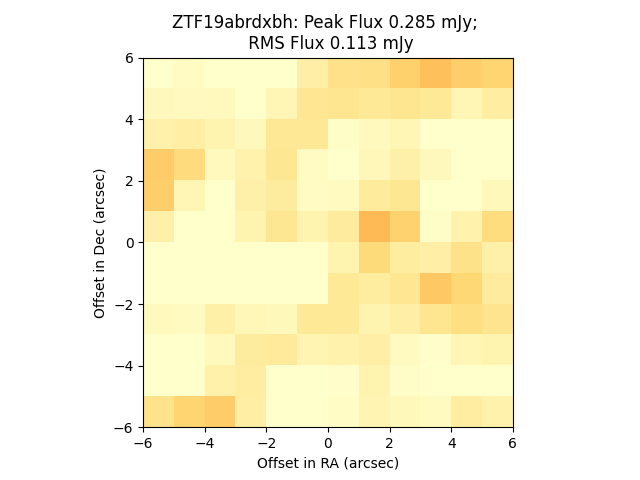 ZTF19abrdxbh: Peak Flux 0.285 mJy;
RMS Flux 0.113 mJy
6
4
2
0
−2
−4
−6
Offset in Dec (arcsec)
−6 −4 −2 0 2 4 6
Offset in RA (arcsec)